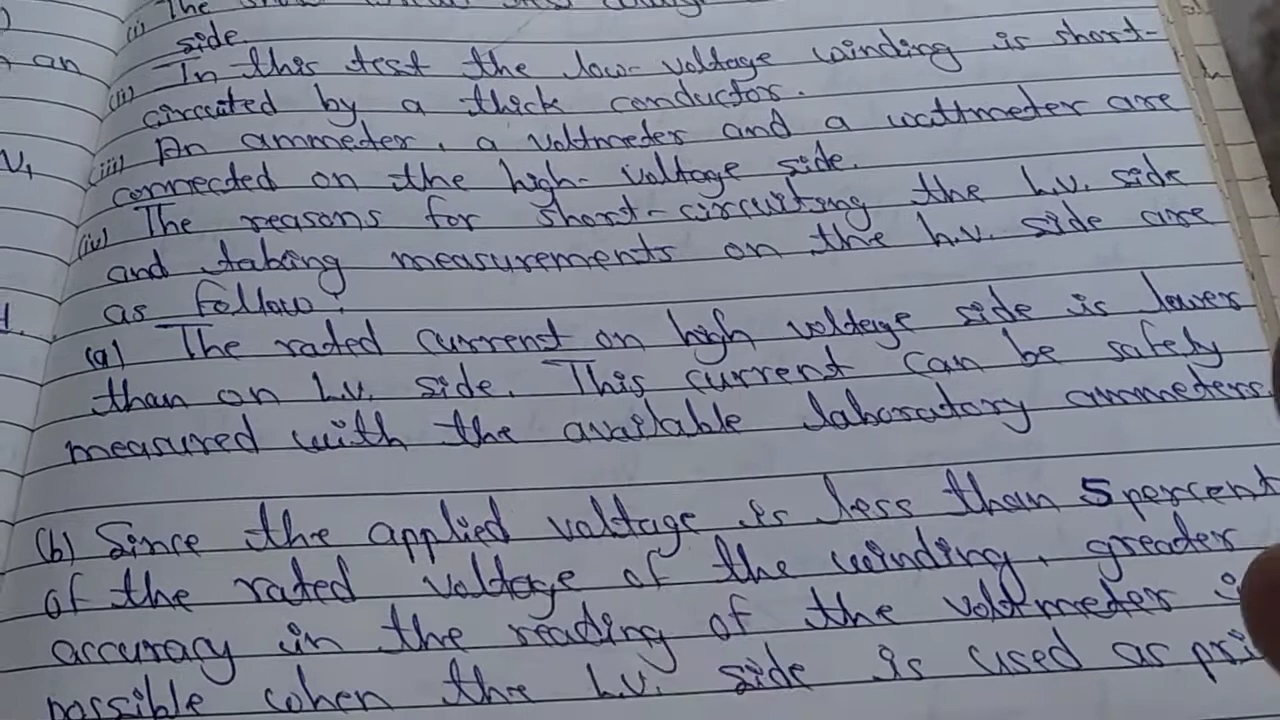 (i) The
side
an
(ii) In this test the low-voltage winding is short-
circuited by a thick conductor.
(iii) An ammeter, a voltmeter and a wattmeter are
V1
connected on the high-voltage side.
(iv) The reasons for short-circuiting the L.V. side
and taking measurements on the h.v. side are
as follow:
(a) The rated current on high voltage side is lower
than on L.V. side. This current can be safely
measured with the available laboratory ammeters.
(b) Since the applied voltage is less than 5 percent
of the rated voltage of the winding, greater
accuracy in the reading of the voltmeter
possible when the L.V. side is used as pri